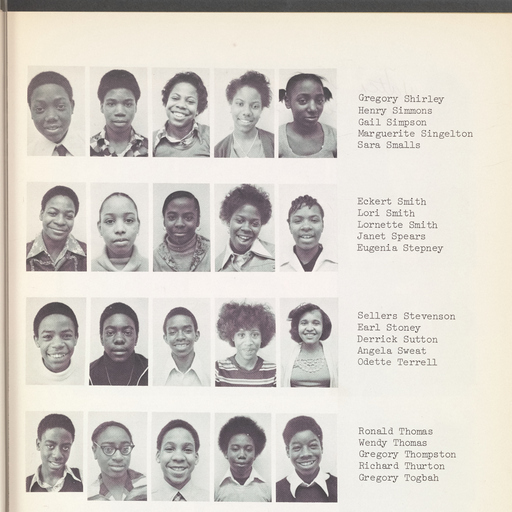 Gregory Shirley
Henry Simmons
Gail Simpson
Marguerite Singelton
Sara Smalls
Eckert Smith
Lori Smith
Lornette Smith
Janet Spears
Eugenia Stepney
Sellers Stevenson
Earl Stoney
Derrick Sutton
Angela Sweat
Odette Terrell
Ronald Thomas
Wendy Thomas
Gregory Thompston
Richard Thurton
Gregory Togbah